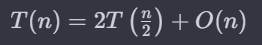 T(n) = 2T (n/2) + O(n)